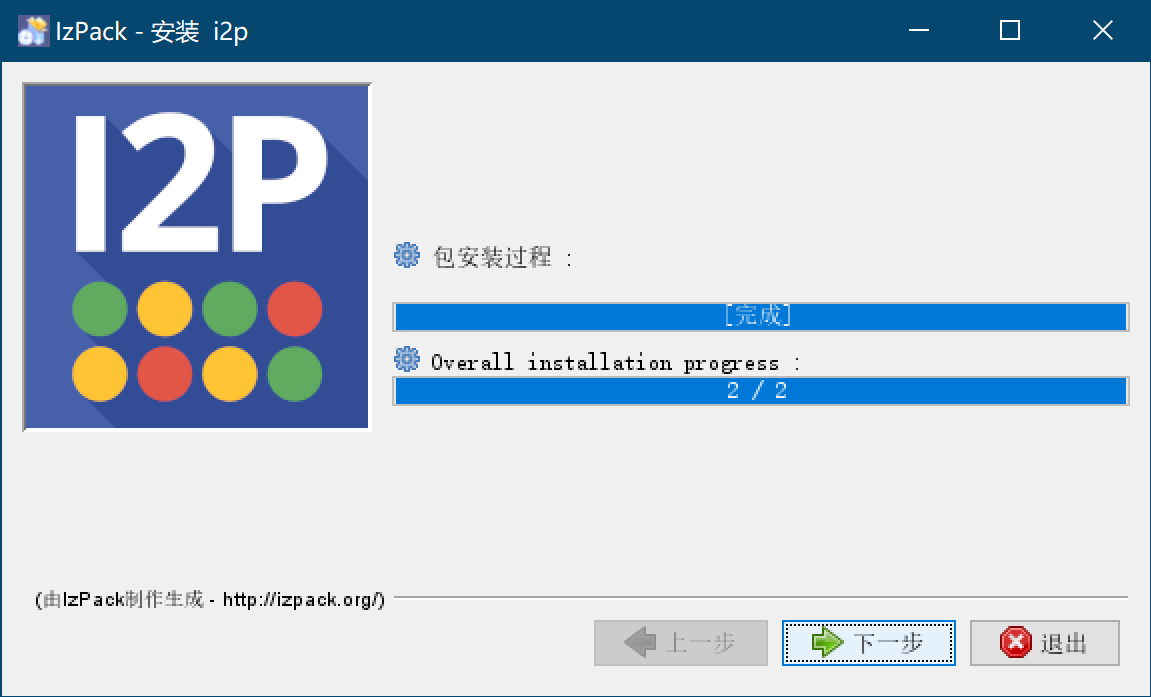 IzPack - 安装 i2p
I2P
包安装过程 :
[完成]
Overall installation progress :
2 / 2
(由IzPack制作生成 - http://izpack.org/)
上一步 下一步 退出